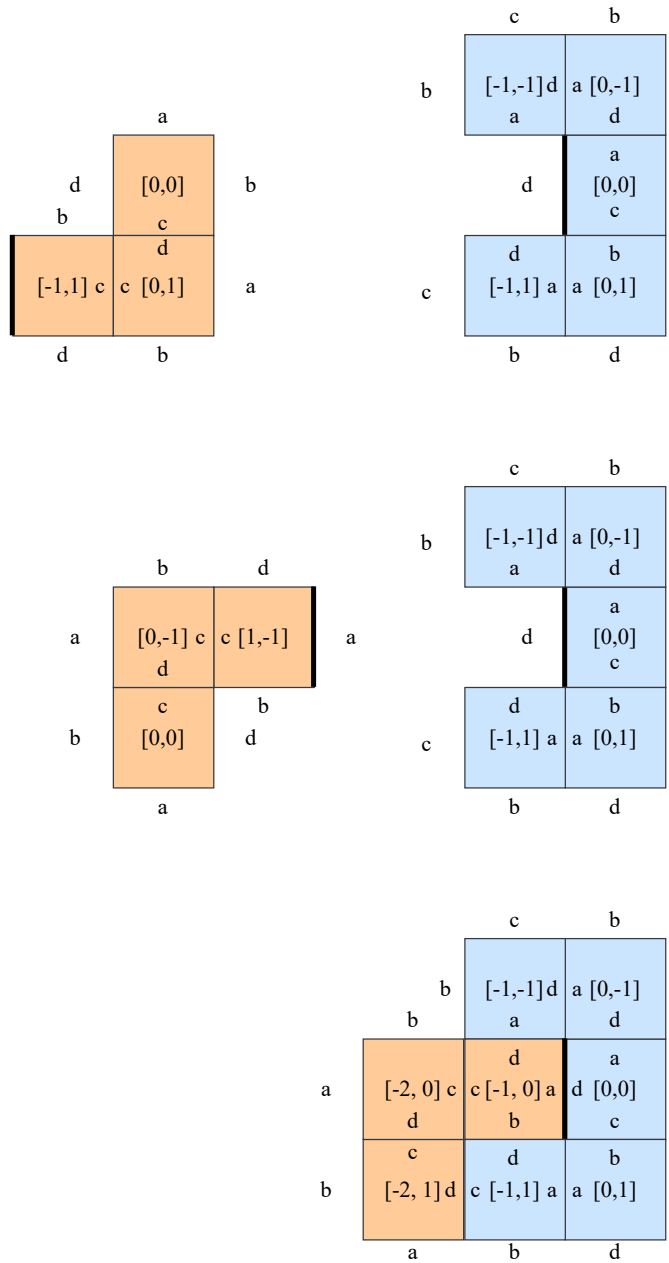 c b
b [-1,-1] d a [0,-1]
a a d
a
d [0,0] b d [0,0]
b c c
d d b
[-1,1] c c [0,1] a c [-1,1] a a [0,1]
d b b d
c b
b [-1,-1] d a [0,-1]
b d a d
a [0,-1] c c [1,-1] a d a
[0,0]
d c
c b d b
b [0,0] d c [-1,1] a a [0,1]
a b d
c b
b [-1,-1] d a [0,-1]
b a d
d a
a [-2, 0] c c [-1, 0] a d [0,0]
d b c
c d b
b [-2, 1] d c [-1,1] a a [0,1]
a b d